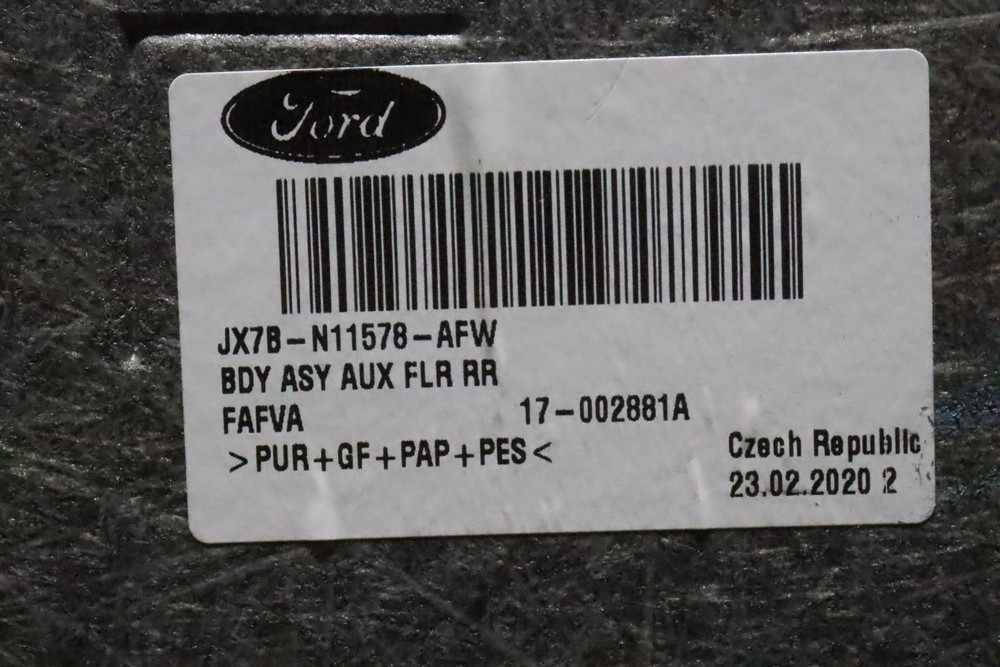 Ford
JX7B-N11578-AFW
BDY ASY AUX FLR RR
FAFVA 17-002881A
>PUR+GF+PAP+PES<
Czech Republic
23.02.2020 2